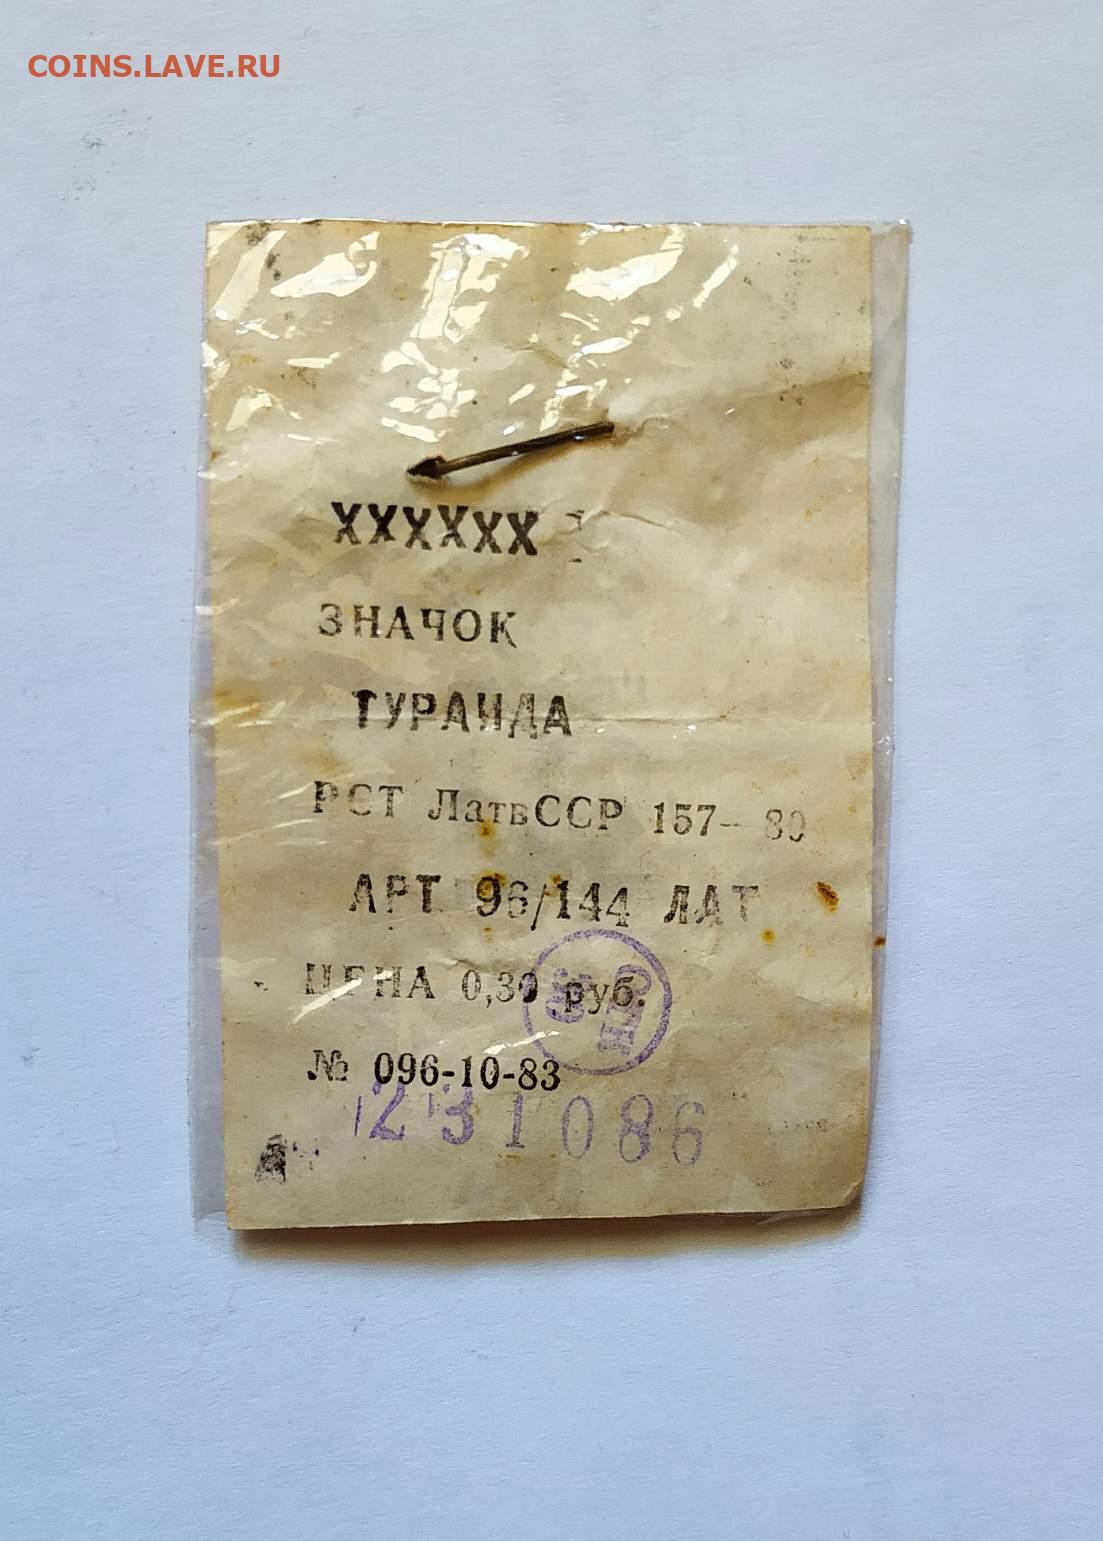 COINS.LAVE.RU
XXXXXX
ЗНАЧОК
ТУРАНДА
РСТ ЛатвССР 157-80
АРТ 96/144 ЛАТ
ЦЕНА 0,30 руб.
№ 096-10-83
231086